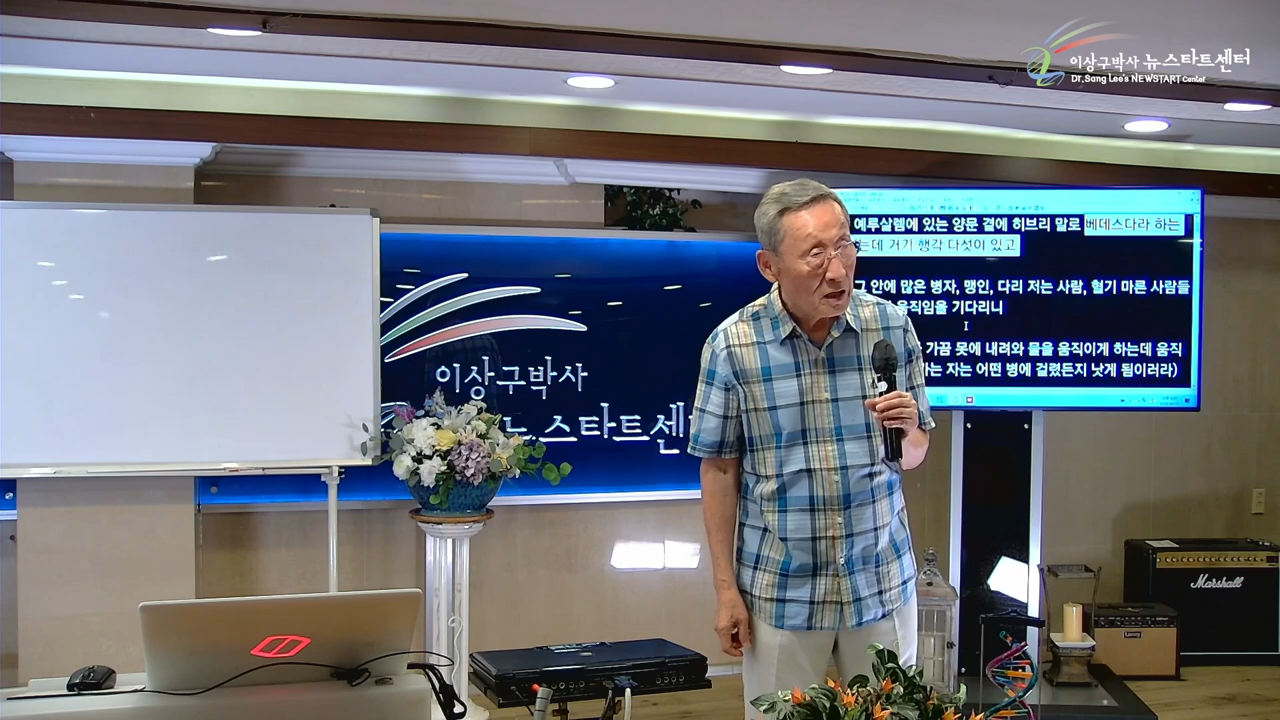 이상구박사 뉴스타트센터
Dr. Sang Lee's NEWSTART Center
예루살렘에 있는 양문 곁에 히브리 말로 베데스다라 하는
는데 거기 행각 다섯이 있고
그 안에 많은 병자, 맹인, 다리 저는 사람, 혈기 마른 사람들
움직임을 기다리니
가끔 못에 내려와 물을 움직이게 하는데 움직
가는 자는 어떤 병에 걸렸든지 낫게 됨이러라)
이상구박사
뉴스타트센
Marshall
Laney